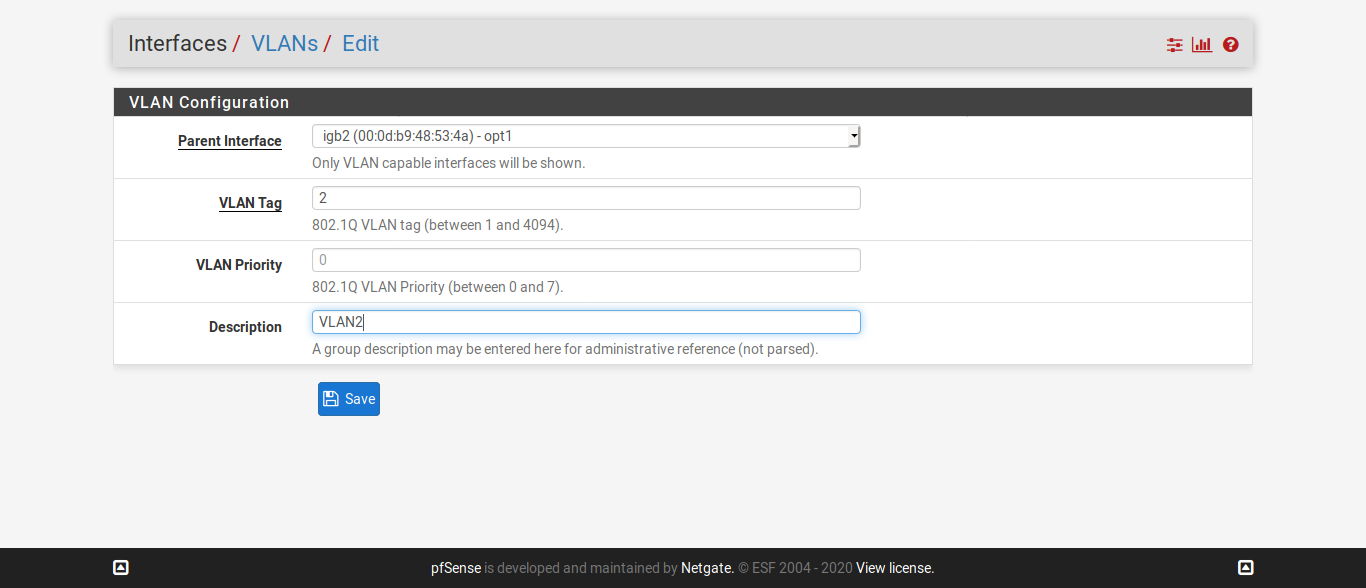 Interfaces / VLANs / Edit
VLAN Configuration
Parent Interface
igb2 (00:0d:b9:48:53:4a) - opt1
Only VLAN capable interfaces will be shown.
VLAN Tag
2
802.1Q VLAN tag (between 1 and 4094).
VLAN Priority
0
802.1Q VLAN Priority (between 0 and 7).
Description
VLAN2
A group description may be entered here for administrative reference (not parsed).
Save
pfSense is developed and maintained by Netgate. © ESF 2004 - 2020 View license.